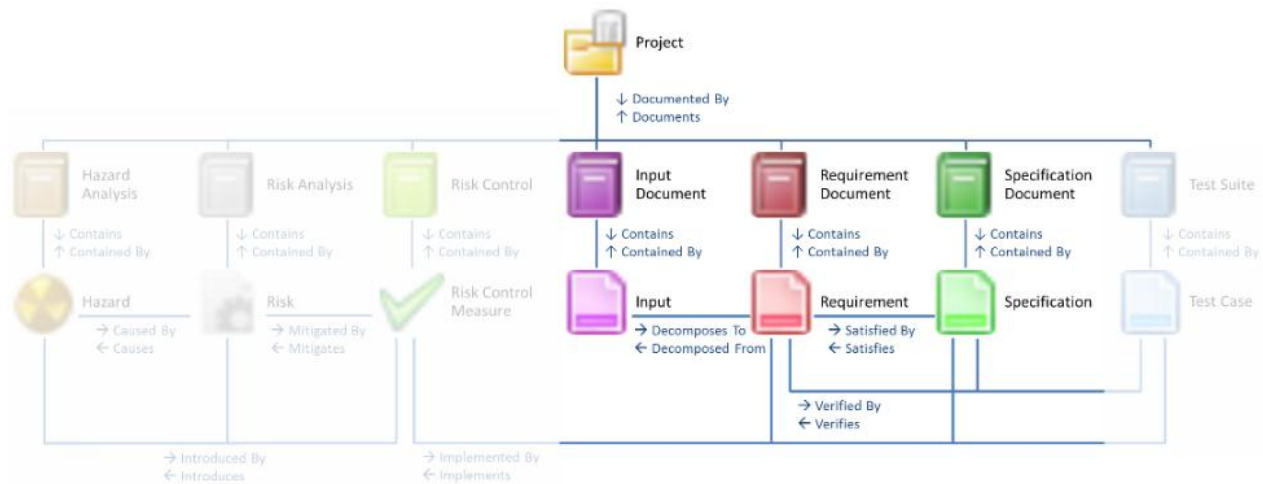 Project
↓ Documented By
↑ Documents
Hazard
Analysis
Risk Analysis
Risk Control
Input
Document
Requirement
Document
Specification
Document
Test Suite
↓ Contains
↑ Contained By
↓ Contains
↑ Contained By
↓ Contains
↑ Contained By
↓ Contains
↑ Contained By
↓ Contains
↑ Contained By
↓ Contains
↑ Contained By
↓ Contains
↑ Contained By
Hazard
Risk
Risk Control
Measure
Input
Requirement
Specification
Test Case
→ Caused By
← Causes
→ Mitigated By
← Mitigates
→ Decomposes To
← Decomposed From
→ Satisfied By
← Satisfies
→ Verified By
← Verifies
→ Introduced By
← Introduces
→ Implemented By
← Implements